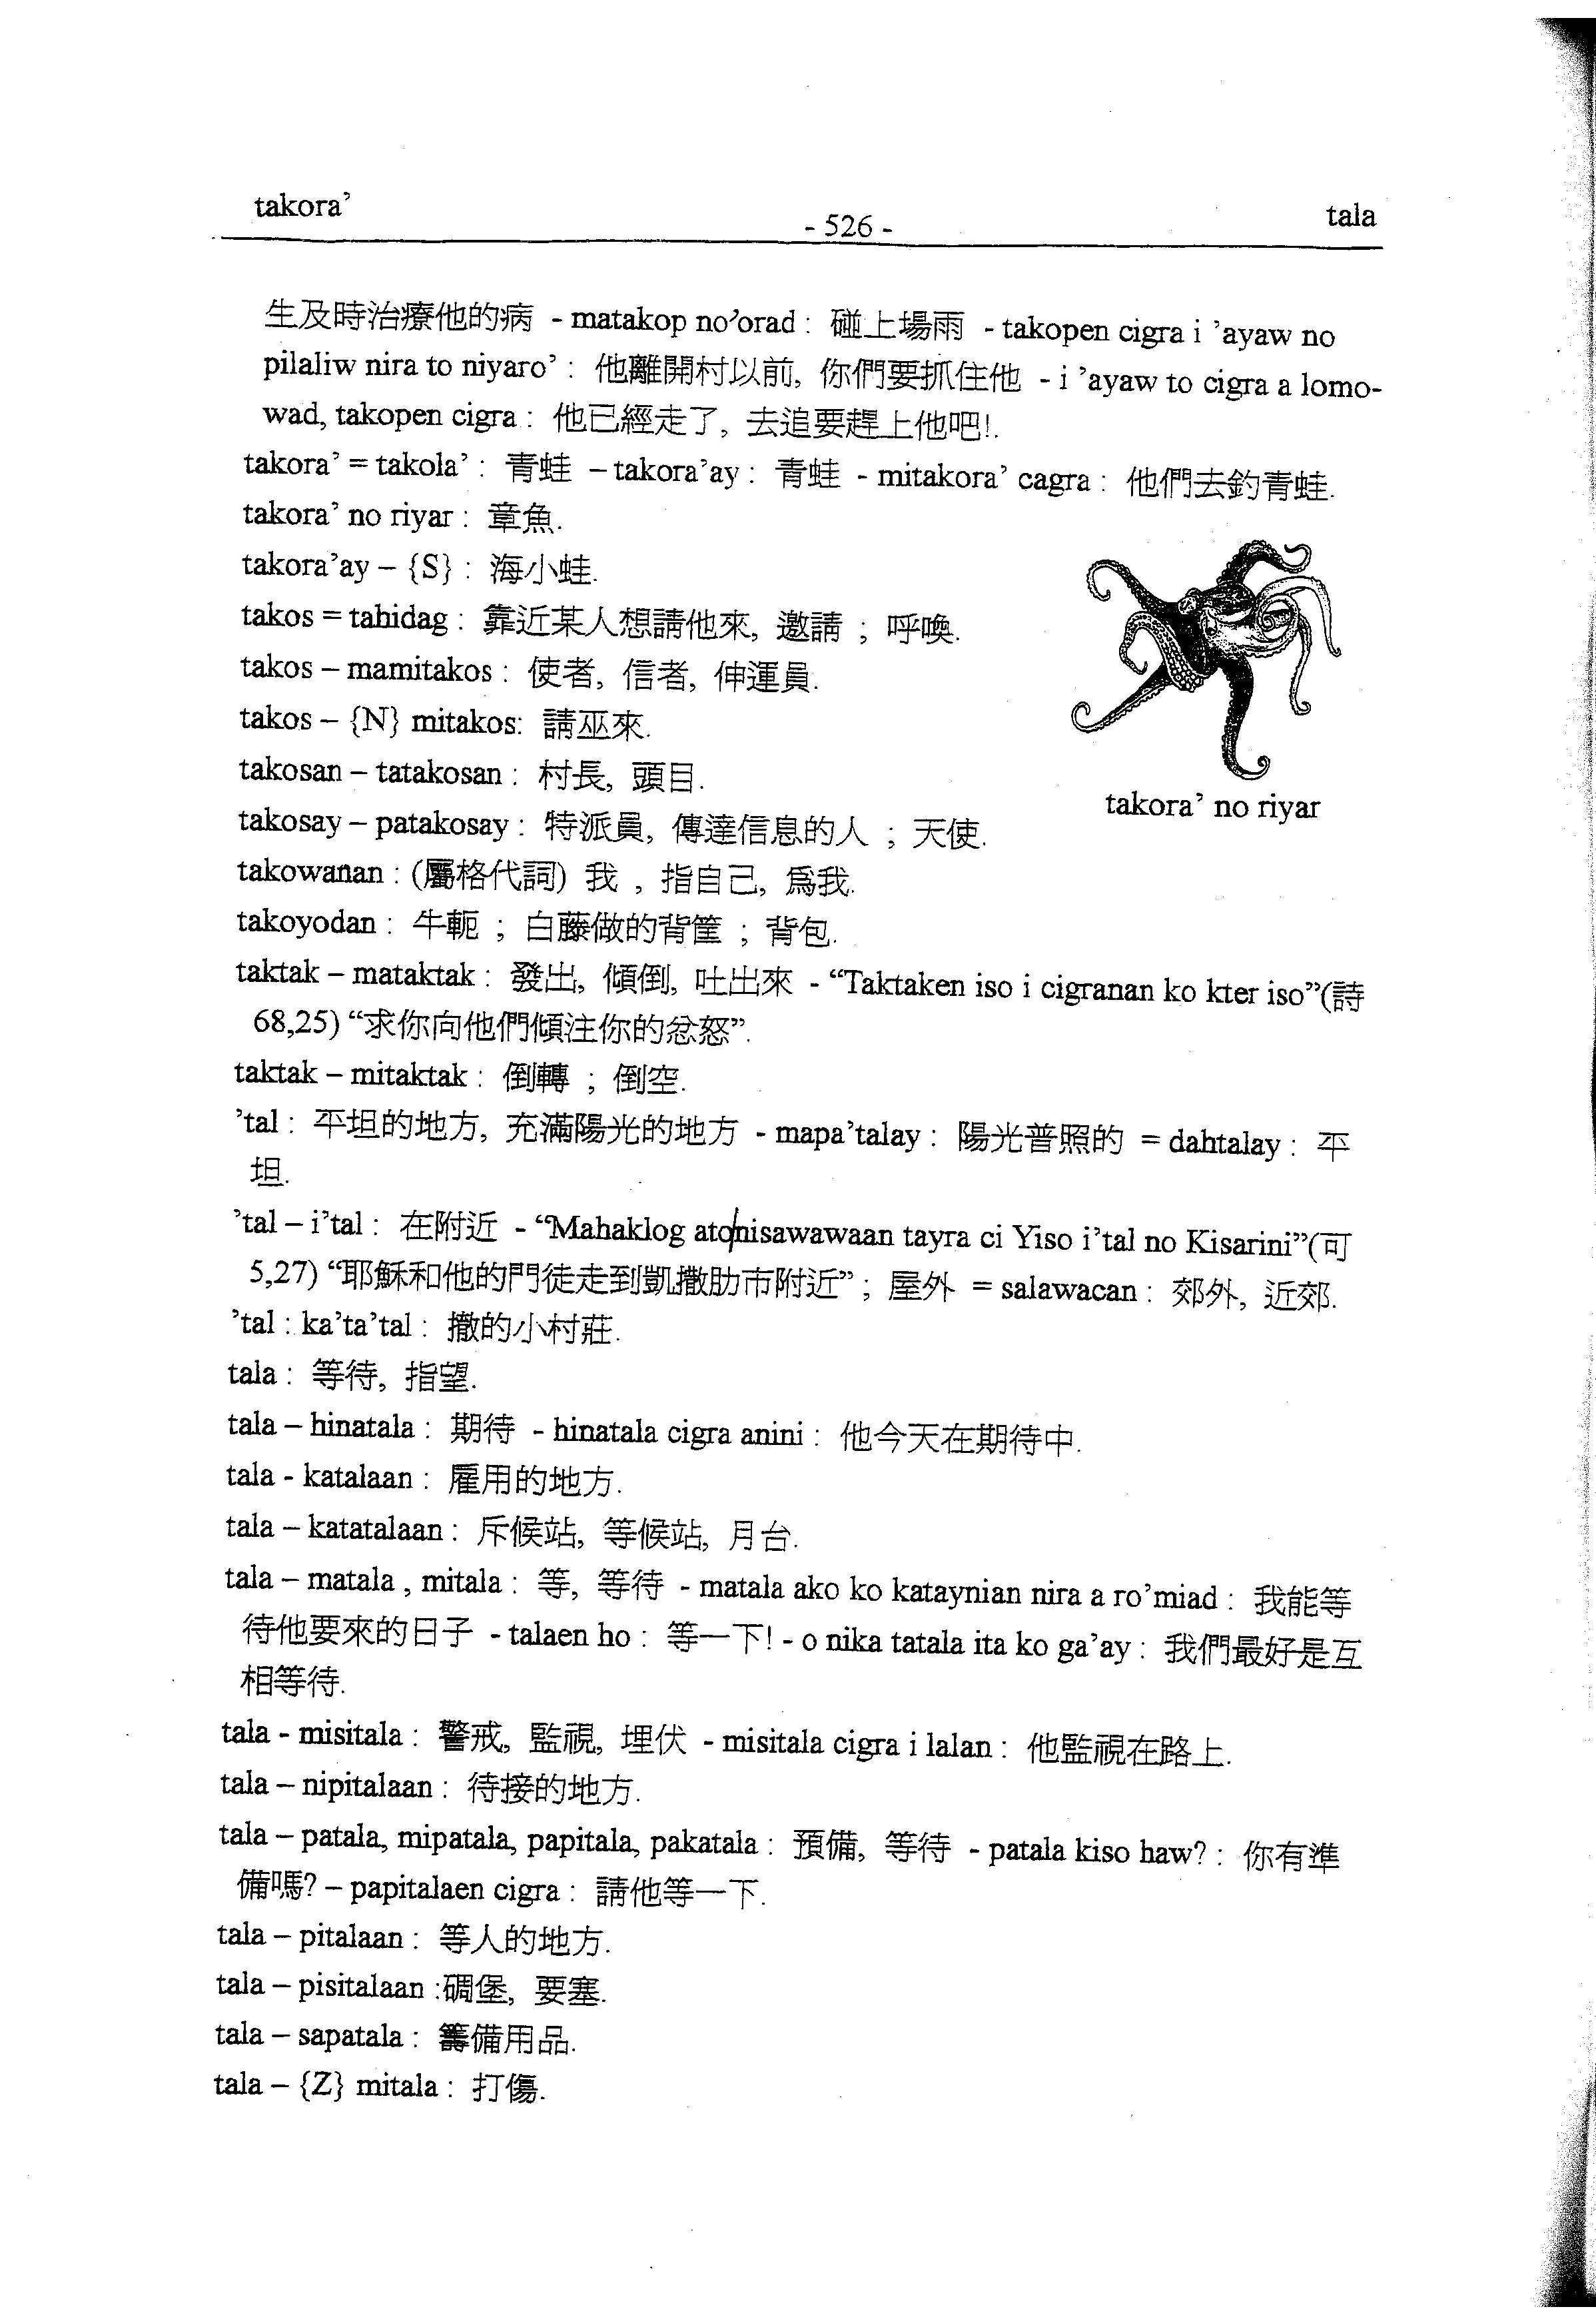 takora’
- 526 -
tala
生及時治療他的病 - matakop no’orad : 碰上場雨 - takopen cigra i ’ayaw no
pilaliw nira to niyaro’ : 他離開村以前, 你們要抓住他 - i ’ayaw to cigra a lomo-
wad, takopen cigra : 他已經走了, 去追要趕上他吧!.
takora’ = takola’ : 青蛙 – takora’ay : 青蛙 - mitakora’ cagra : 他們去釣青蛙.
takora’ no riyar : 章魚.
takora’ay – {S} : 海小蛙.
takos = tahidag : 靠近某人想請他來, 邀請 ; 呼喚.
takos – mamitakos : 使者, 信者, 伸運員.
takos – {N} mitakos: 請巫來.
takosan – tatakosan : 村長, 頭目.
takosay – patakosay : 特派員, 傳達信息的人 ; 天使.
takora’ no riyar
takowanan : (屬格代詞) 我 , 指自己, 爲我.
takoyodan : 牛軛 ; 白藤做的背筐 ; 背包.
taktak – mataktak : 發出, 傾倒, 吐出來 - “Taktaken iso i cigranan ko kter iso”(詩
68,25) “求你向他們傾注你的忿怒”.
taktak – mitaktak : 倒轉 ; 倒空.
’tal : 平坦的地方, 充滿陽光的地方 - mapa’talay : 陽光普照的 = dahtalay : 平
坦.
’tal – i’tal : 在附近 - “Mahaklog ato nisawawaan tayra ci Yiso i’tal no Kisarini”(可
5,27) “耶穌和他的門徒走到凱撒肋市附近” ; 屋外 = salawacan : 郊外, 近郊.
’tal : ka’ta’tal : 撒的小村莊.
tala : 等待, 指望.
tala – hinatala : 期待 - hinatala cigra anini : 他今天在期待中.
tala - katalaan : 雇用的地方.
tala – katatalaan : 斥候站, 等候站, 月台.
tala – matala , mitala : 等, 等待 - matala ako ko kataynian nira a ro’miad : 我能等
待他要來的日子 - talaen ho : 等一下! - o nika tatala ita ko ga’ay : 我們最好是互
相等待.
tala - misitala : 警戒, 監視, 埋伏 - misitala cigra i lalan : 他監視在路上.
tala – nipitalaan : 待接的地方.
tala – patala, mipatala, papitala, pakatala : 預備, 等待 - patala kiso haw? : 你有準
備嗎? – papitalaen cigra : 請他等一下.
tala – pitalaan : 等人的地方.
tala – pisitalaan :碉堡, 要塞.
tala – sapatala : 籌備用品.
tala – {Z} mitala : 打傷.